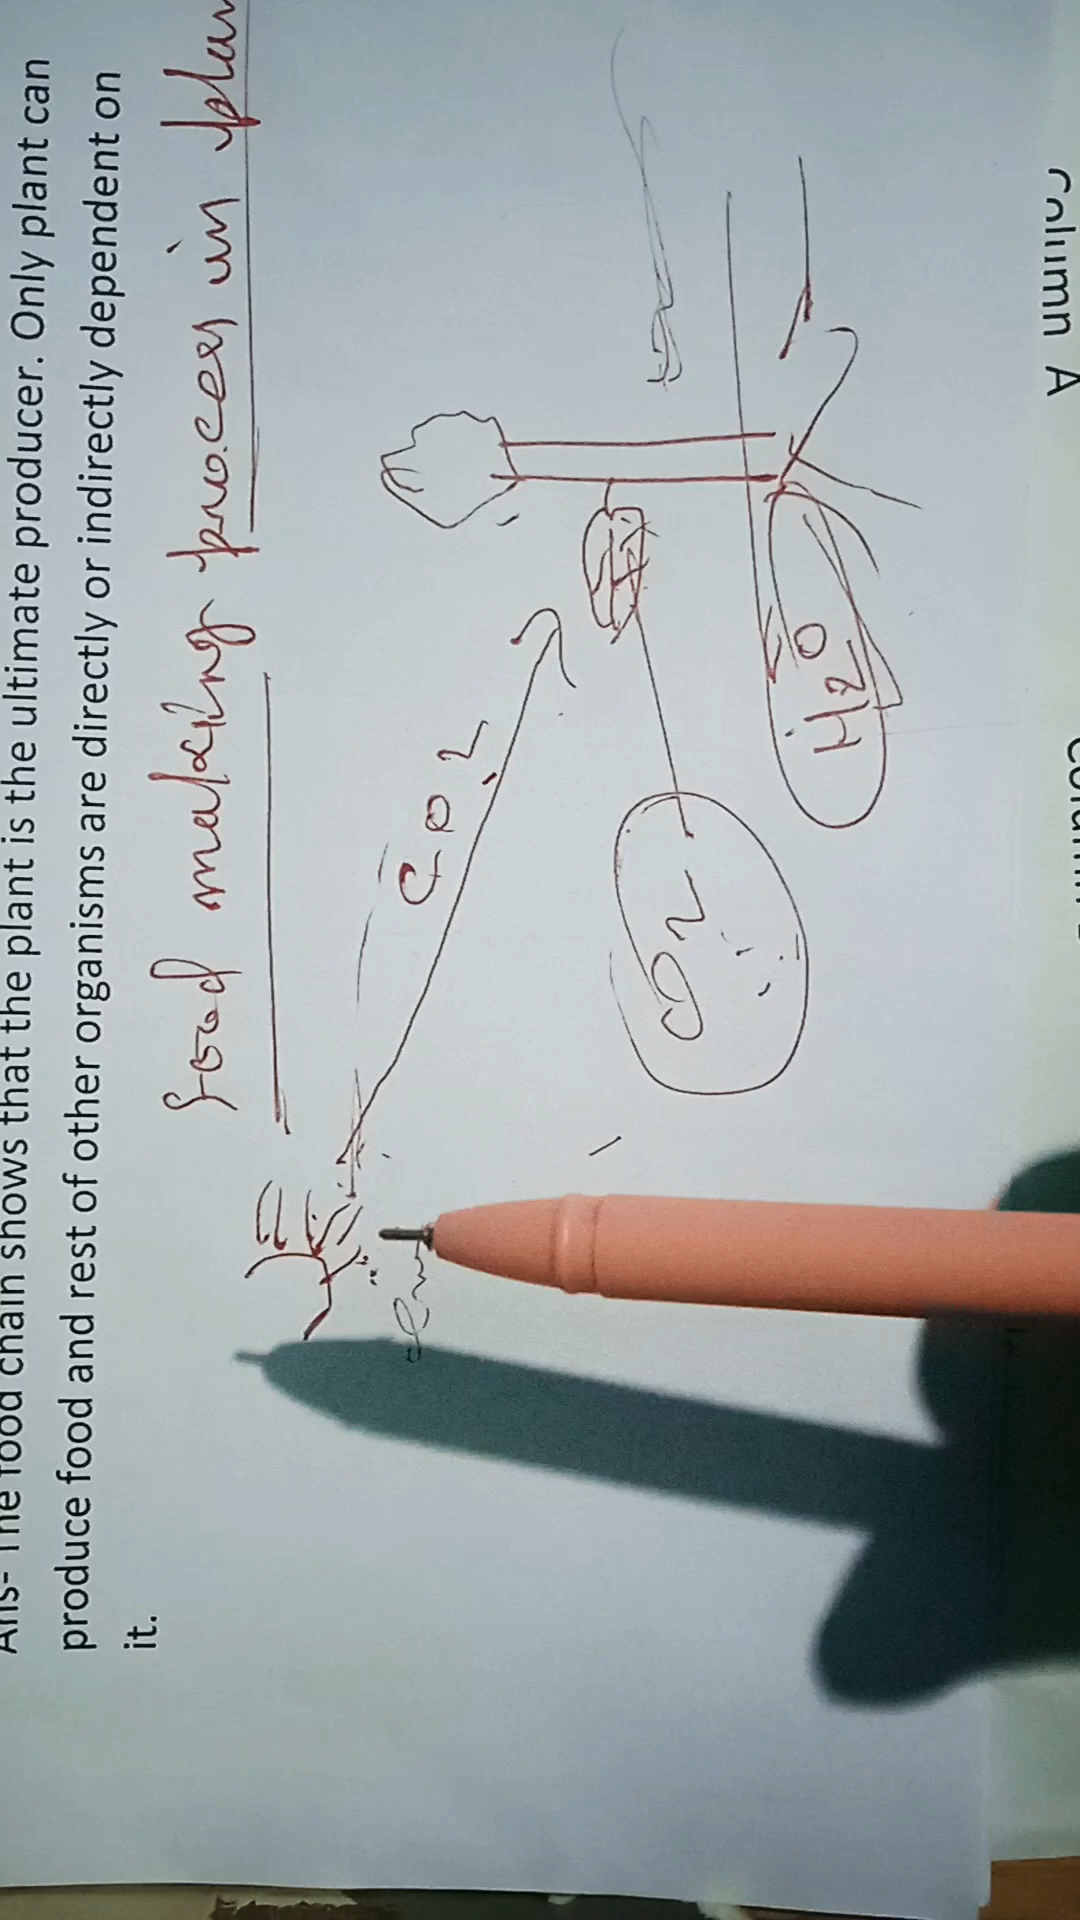 Ans- The food chain shows that the plant is the ultimate producer. Only plant can
produce food and rest of other organisms are directly or indirectly dependent on
it.
food making process in plan
CO2
O2
H2O
Column A